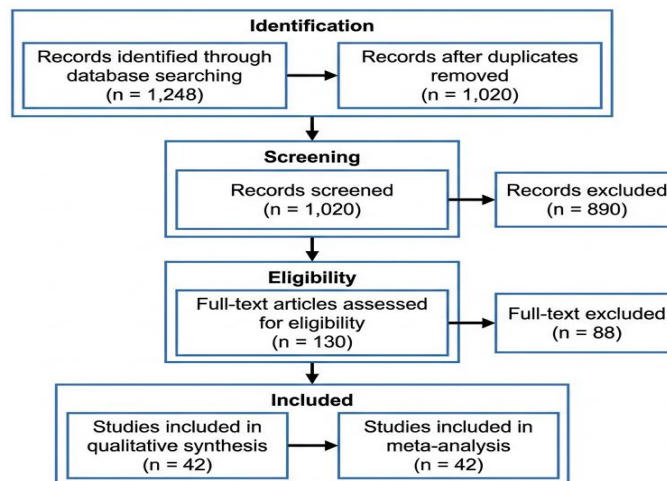 Identification
Records identified through
database searching
(n = 1,248)
Records after duplicates
removed
(n = 1,020)
Screening
Records screened
(n = 1,020)
Records excluded
(n = 890)
Eligibility
Full-text articles assessed
for eligibility
(n = 130)
Full-text excluded
(n = 88)
Included
Studies included in
qualitative synthesis
(n = 42)
Studies included in
meta-analysis
(n = 42)